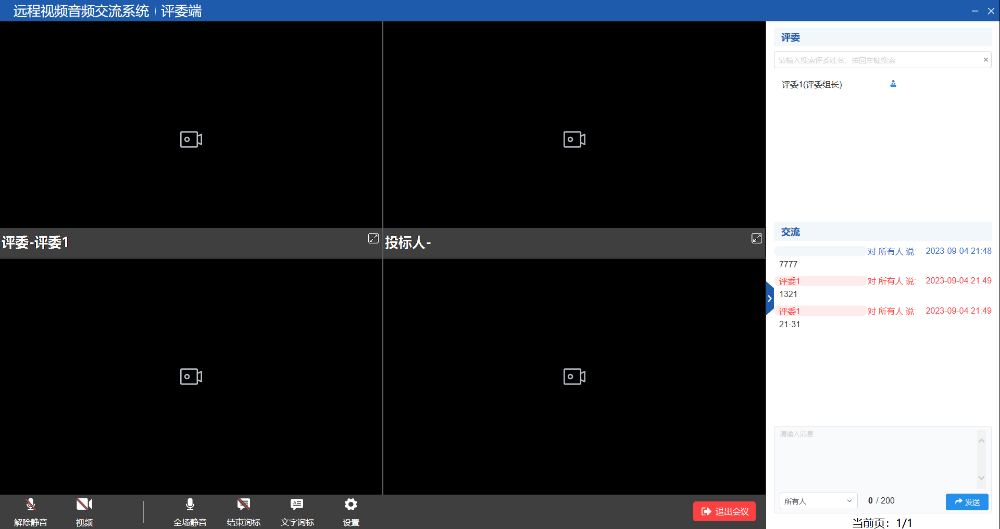 远程视频音频交流系统 | 评委端
评委-评委1
投标人-
解除静音
视频
全场静音
结束询标
文字询标
设置
退出会议
评委
请输入搜索评委姓名，按回车键搜索
评委1(评委组长)
交流
对 所有人 说: 2023-09-04 21:48
7777
评委1 对 所有人 说: 2023-09-04 21:49
1321
评委1 对 所有人 说: 2023-09-04 21:49
21·31
请输入消息...
所有人 0 / 200 发送
当前页：1/1